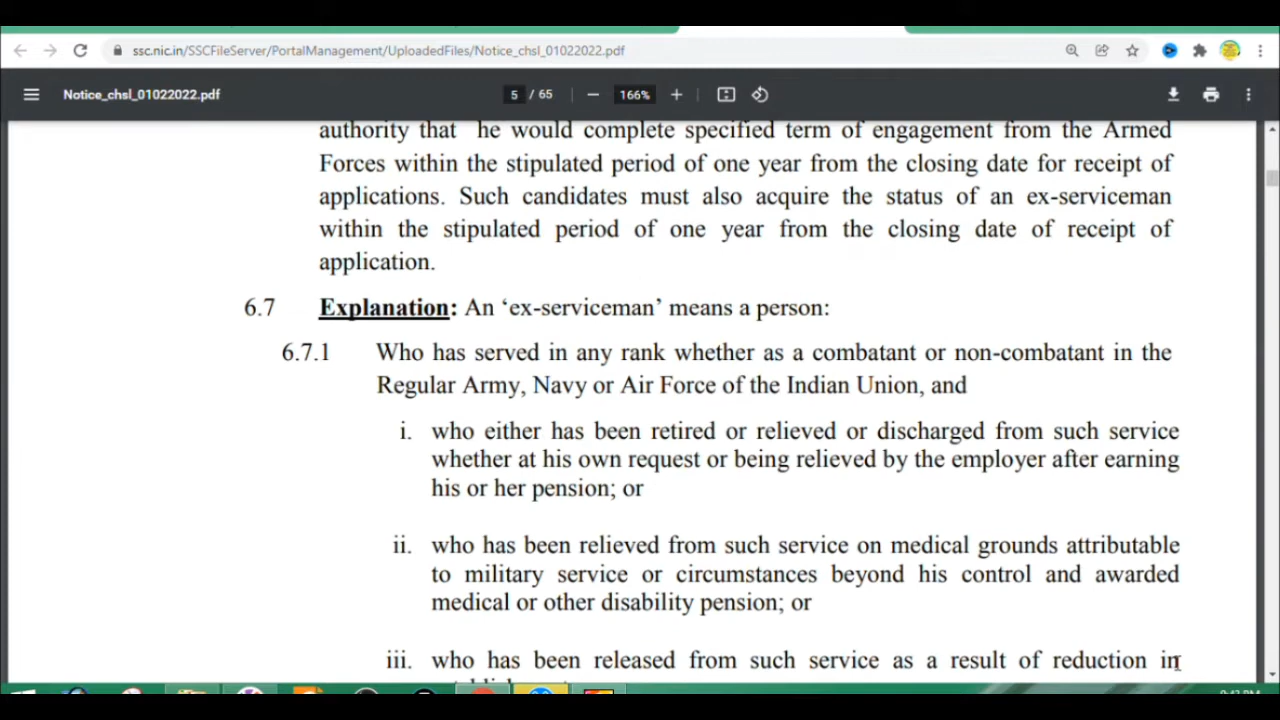 ssc.nic.in/SSCFileServer/PortalManagement/UploadedFiles/Notice_chsl_01022022.pdf
Notice_chsl_01022022.pdf
5 / 65
166%
authority that he would complete specified term of engagement from the Armed
Forces within the stipulated period of one year from the closing date for receipt of
applications. Such candidates must also acquire the status of an ex-serviceman
within the stipulated period of one year from the closing date of receipt of
application.
6.7 Explanation: An ‘ex-serviceman’ means a person:
6.7.1 Who has served in any rank whether as a combatant or non-combatant in the
Regular Army, Navy or Air Force of the Indian Union, and
i. who either has been retired or relieved or discharged from such service
whether at his own request or being relieved by the employer after earning
his or her pension; or
ii. who has been relieved from such service on medical grounds attributable
to military service or circumstances beyond his control and awarded
medical or other disability pension; or
iii. who has been released from such service as a result of reduction in